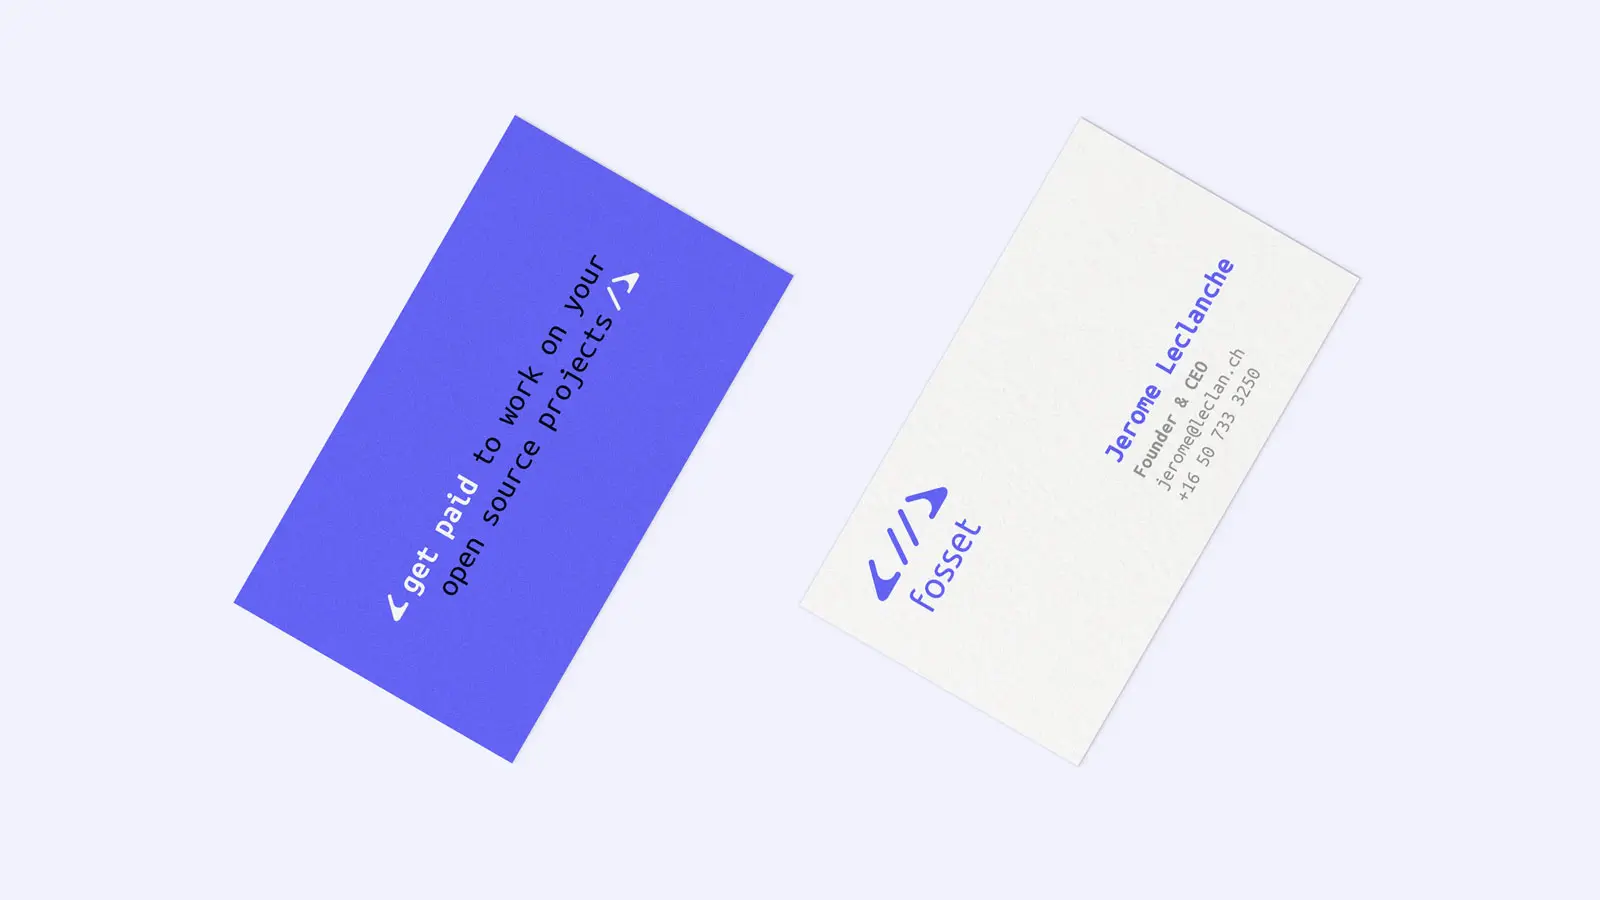 get paid to work on your
open source projects
fosset
Jerome Leclanche
Founder & CEO
jerome@leclan.ch
+16 50 733 3250